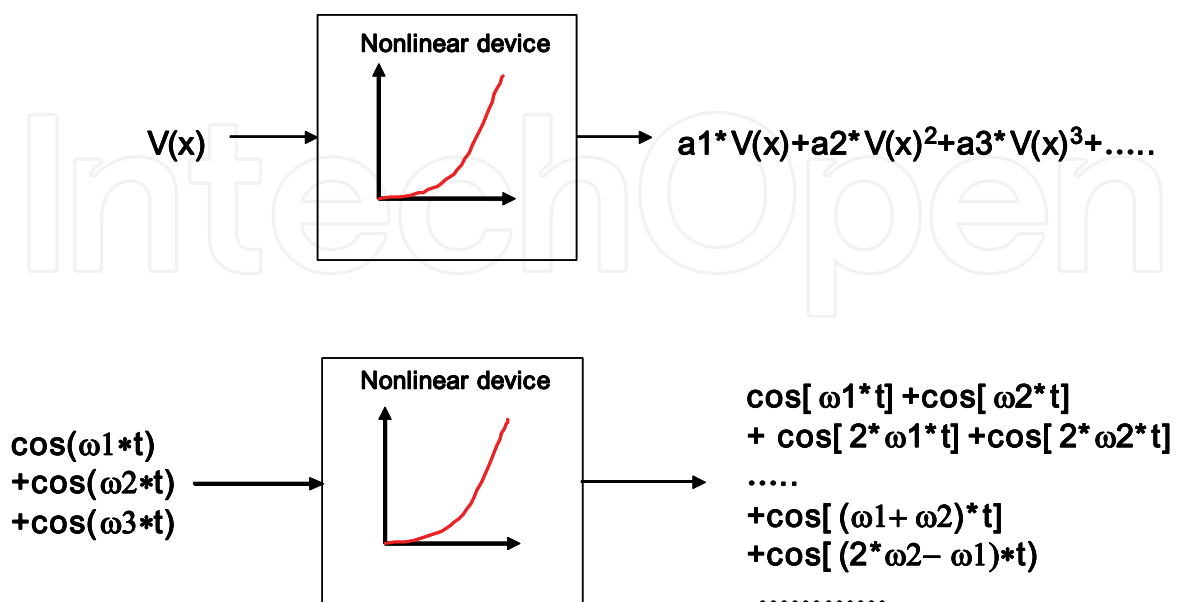 Nonlinear device
V(x)
a1*V(x)+a2*V(x)²+a3*V(x)³+.....
IntechOpen
Nonlinear device
cos(ω1*t)
+cos(ω2*t)
+cos(ω3*t)
cos[ ω1*t] +cos[ ω2*t]
+ cos[ 2*ω1*t] +cos[ 2*ω2*t]
.....
+cos[ (ω1+ ω2)*t]
+cos[ (2*ω2− ω1)*t)
.............